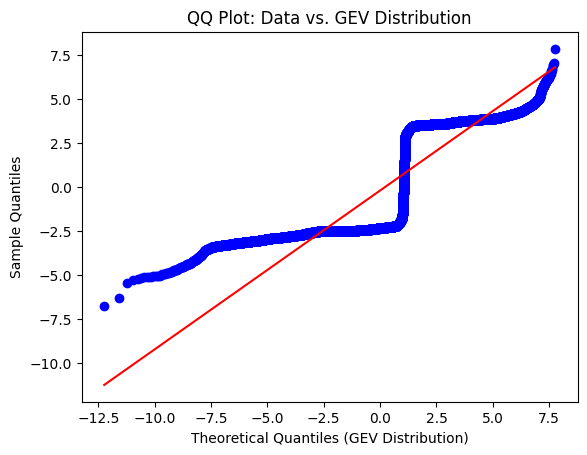 QQ Plot: Data vs. GEV Distribution
7.5
5.0
2.5
0.0
−2.5
−5.0
−7.5
−10.0
Sample Quantiles
−12.5 −10.0 −7.5 −5.0 −2.5 0.0 2.5 5.0 7.5
Theoretical Quantiles (GEV Distribution)